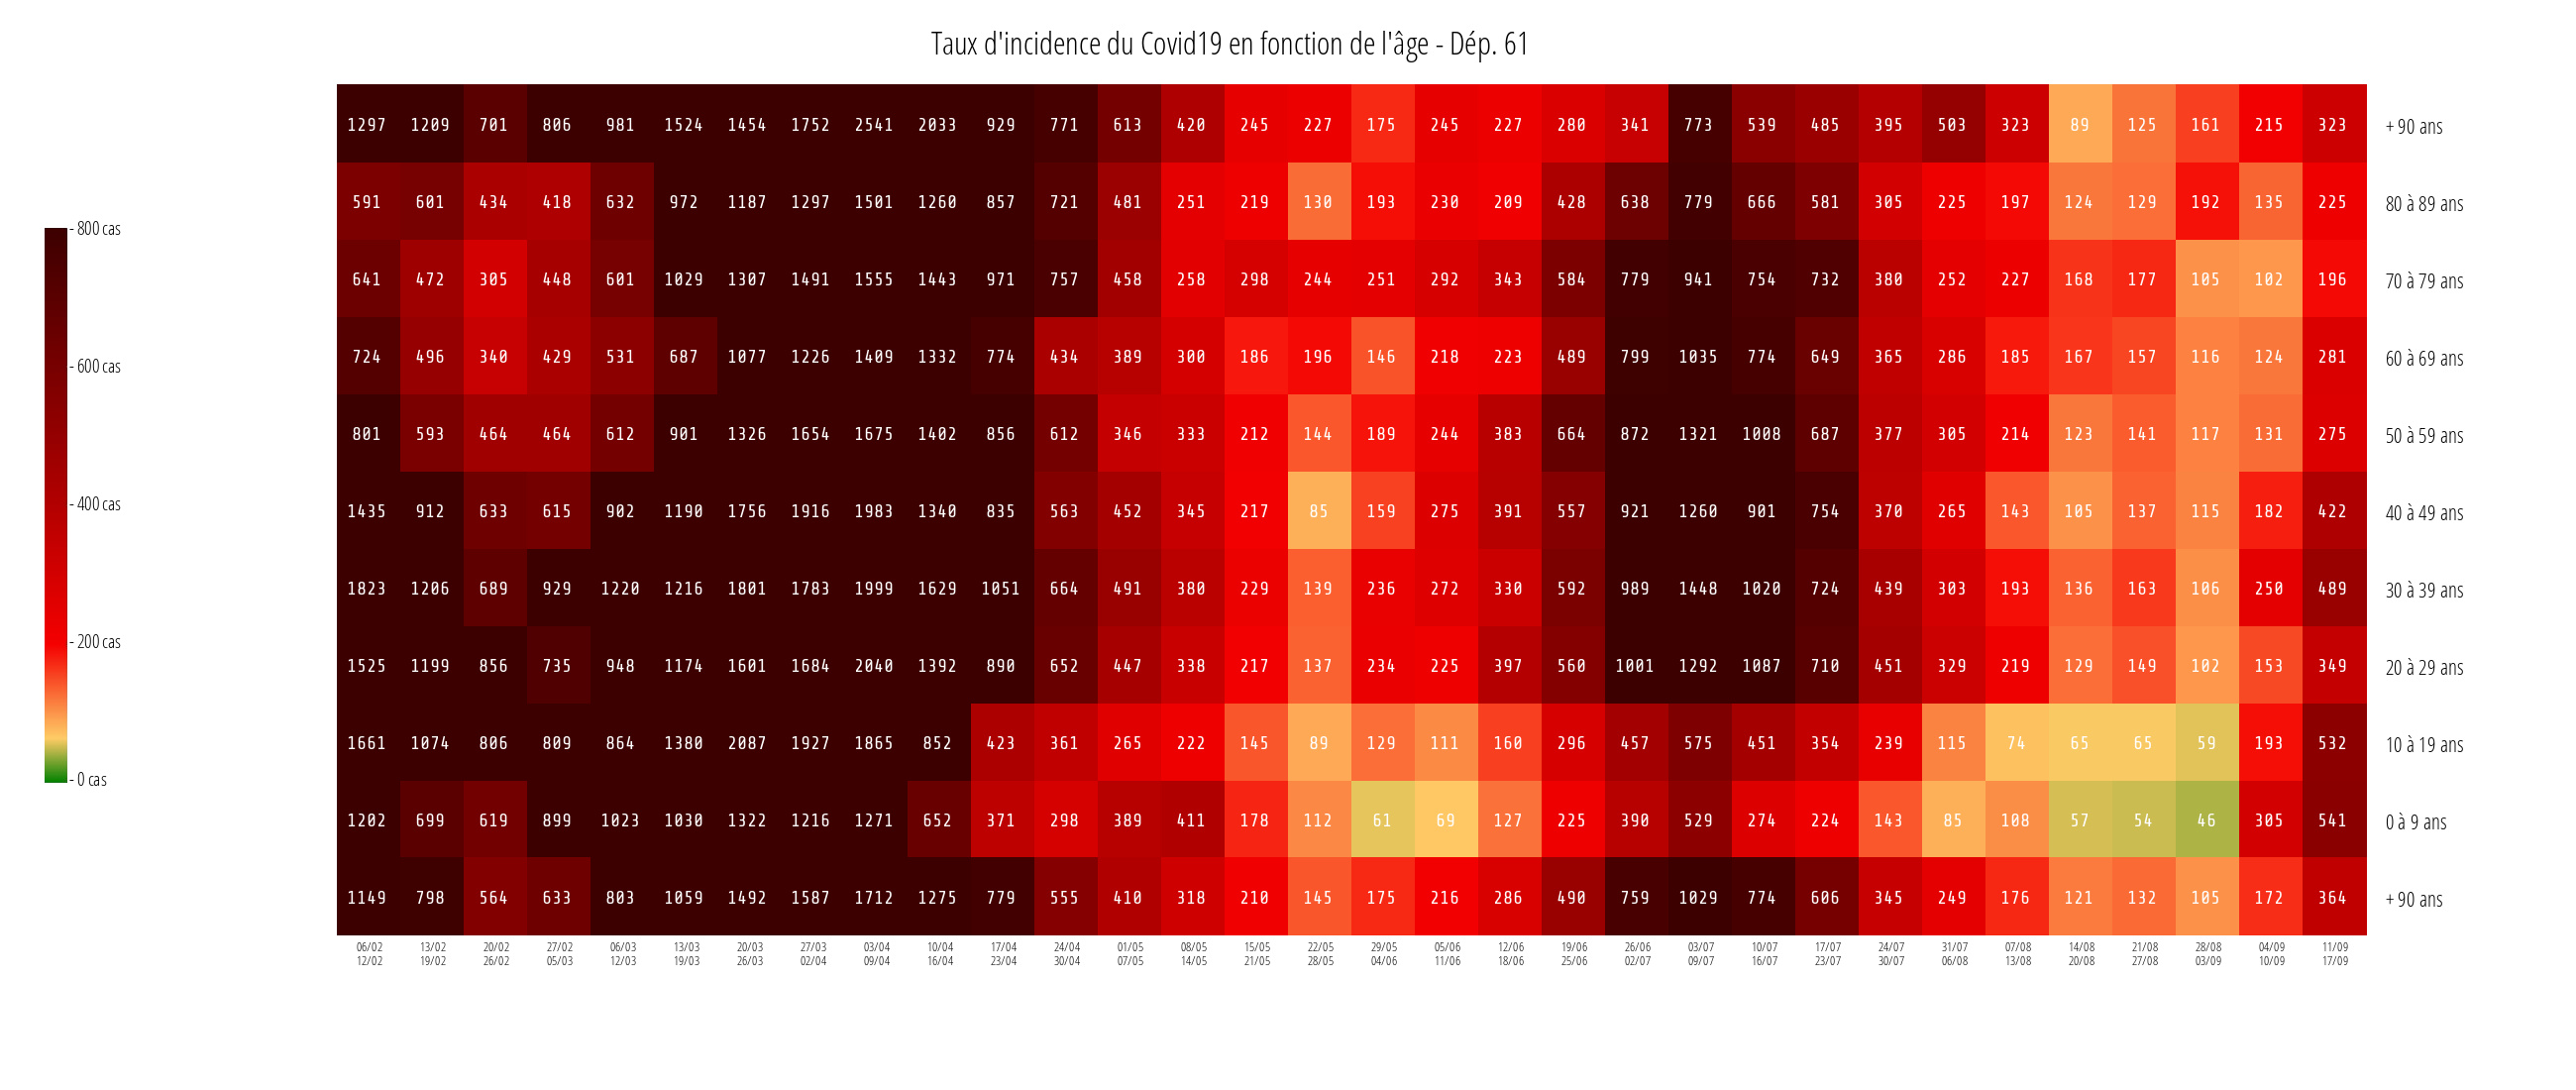 Taux d'incidence du Covid19 en fonction de l'âge - Dép. 61
- 800 cas
- 600 cas
- 400 cas
- 200 cas
- 0 cas
1297 1209 701 806 981 1524 1454 1752 2541 2033 929 771 613 420 245 227 175 245 227 280 341 773 539 485 395 503 323 89 125 161 215 323 + 90 ans
591 601 434 418 632 972 1187 1297 1501 1260 857 721 481 251 219 130 193 230 209 428 638 779 666 581 305 225 197 124 129 192 135 225 80 à 89 ans
641 472 305 448 601 1029 1307 1491 1555 1443 971 757 458 258 298 244 251 292 343 584 779 941 754 732 380 252 227 168 177 105 102 196 70 à 79 ans
724 496 340 429 531 687 1077 1226 1409 1332 774 434 389 300 186 196 146 218 223 489 799 1035 774 649 365 286 185 167 157 116 124 281 60 à 69 ans
801 593 464 464 612 901 1326 1654 1675 1402 856 612 346 333 212 144 189 244 383 664 872 1321 1008 687 377 305 214 123 141 117 131 275 50 à 59 ans
1435 912 633 615 902 1190 1756 1916 1983 1340 835 563 452 345 217 85 159 275 391 557 921 1260 901 754 370 265 143 105 137 115 182 422 40 à 49 ans
1823 1206 689 929 1220 1216 1801 1783 1999 1629 1051 664 491 380 229 139 236 272 330 592 989 1448 1020 724 439 303 193 136 163 106 250 489 30 à 39 ans
1525 1199 856 735 948 1174 1601 1684 2040 1392 890 652 447 338 217 137 234 225 397 560 1001 1292 1087 710 451 329 219 129 149 102 153 349 20 à 29 ans
1661 1074 806 809 864 1380 2087 1927 1865 852 423 361 265 222 145 89 129 111 160 296 457 575 451 354 239 115 74 65 65 59 193 532 10 à 19 ans
1202 699 619 899 1023 1030 1322 1216 1271 652 371 298 389 411 178 112 61 69 127 225 390 529 274 224 143 85 108 57 54 46 305 541 0 à 9 ans
1149 798 564 633 803 1059 1492 1587 1712 1275 779 555 410 318 210 145 175 216 286 490 759 1029 774 606 345 249 176 121 132 105 172 364 + 90 ans
06/02 13/02 20/02 27/02 06/03 13/03 20/03 27/03 03/04 10/04 17/04 24/04 01/05 08/05 15/05 22/05 29/05 05/06 12/06 19/06 26/06 03/07 10/07 17/07 24/07 31/07 07/08 14/08 21/08 28/08 04/09 11/09
12/02 19/02 26/02 05/03 12/03 19/03 26/03 02/04 09/04 16/04 23/04 30/04 07/05 14/05 21/05 28/05 04/06 11/06 18/06 25/06 02/07 09/07 16/07 23/07 30/07 06/08 13/08 20/08 27/08 03/09 10/09 17/09